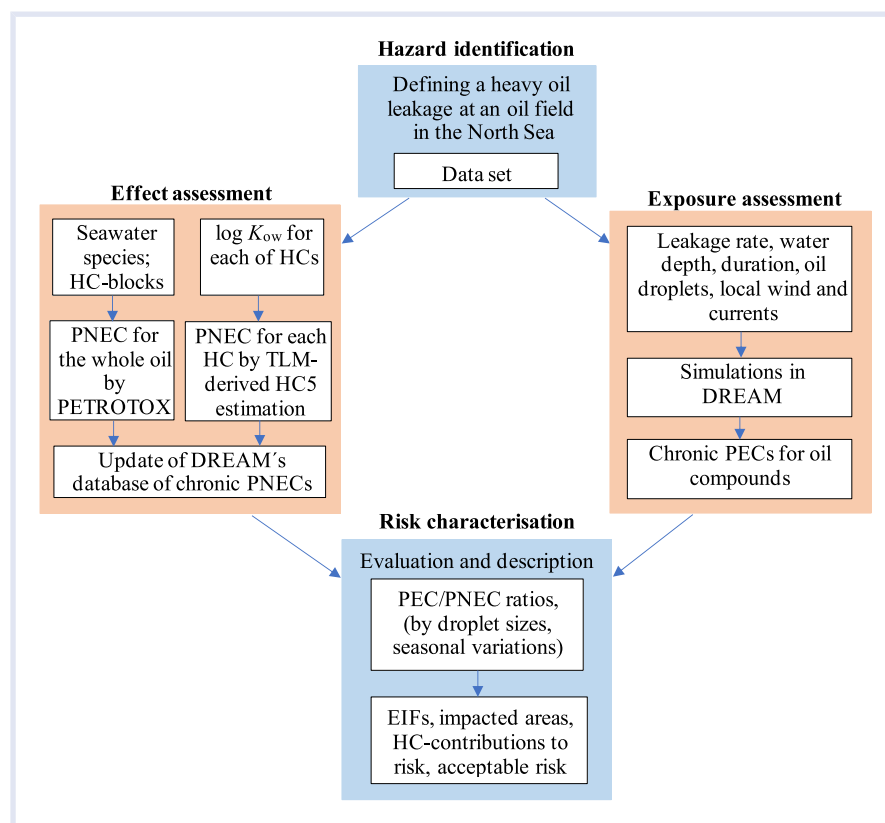 Hazard identification
Defining a heavy oil
leakage at an oil field
in the North Sea
Data set
Effect assessment
Seawater
species;
HC-blocks
log Kow for
each of HCs
PNEC for
the whole oil
by
PETROTOX
PNEC for each
HC by TLM-
derived HC5
estimation
Update of DREAM´s
database of chronic PNECs
Exposure assessment
Leakage rate, water
depth, duration, oil
droplets, local wind and
currents
Simulations in
DREAM
Chronic PECs for oil
compounds
Risk characterisation
Evaluation and description
PEC/PNEC ratios,
(by droplet sizes,
seasonal variations)
EIFs, impacted areas,
HC-contributions to
risk, acceptable risk